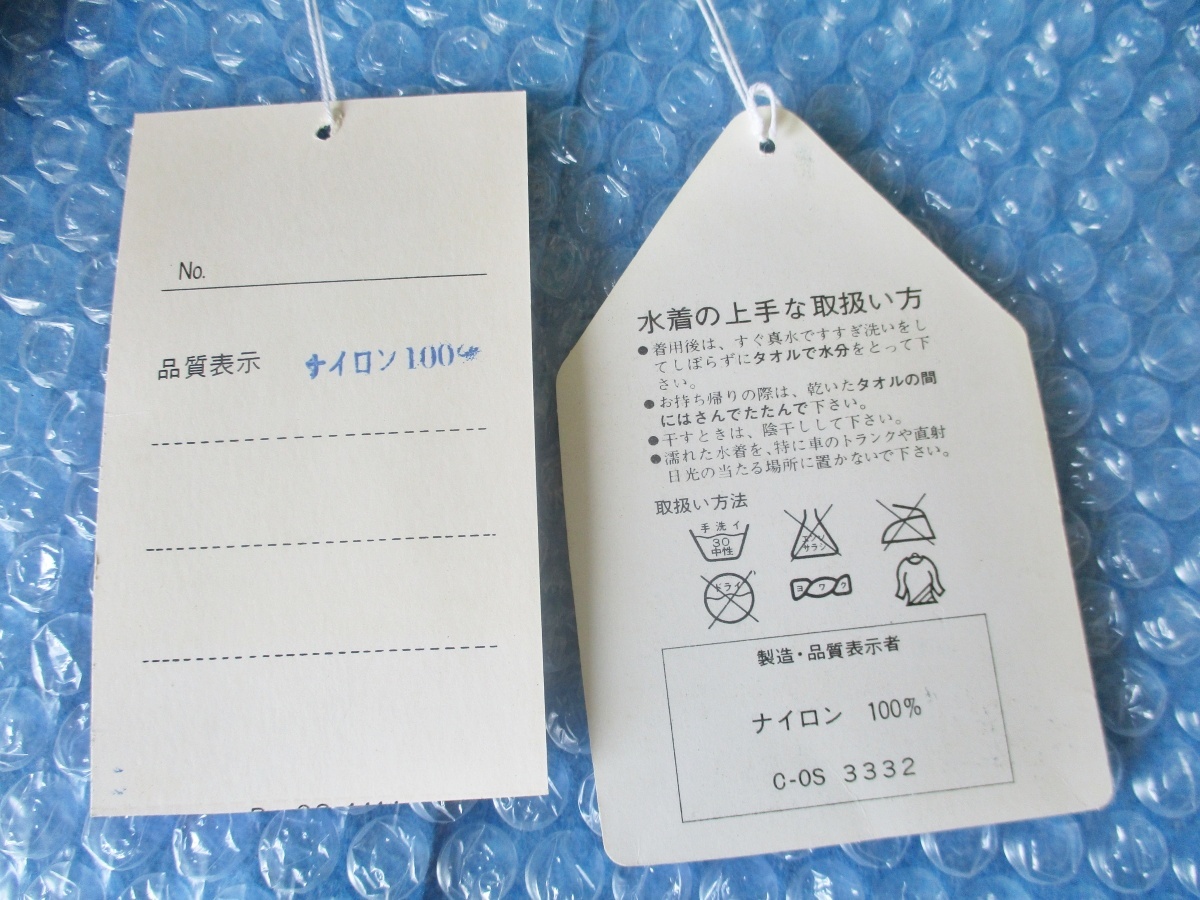 No.
品質表示 ナイロン 100%
水着の上手な取扱い方
●着用後は、すぐ真水ですすぎ洗いをし
てしぼらずにタオルで水分をとって下
さい。
●お持ち帰りの際は、乾いたタオルの間
にはさんでたたんで下さい。
●干すときは、陰干しして下さい。
●濡れた水着を、特に車のトランクや直射
日光の当たる場所に置かないで下さい。
取扱い方法
手洗イ
30
中性
エンソ
サラシ
ドライ
ヨワク
製造・品質表示者
ナイロン 100%
C-OS 3332